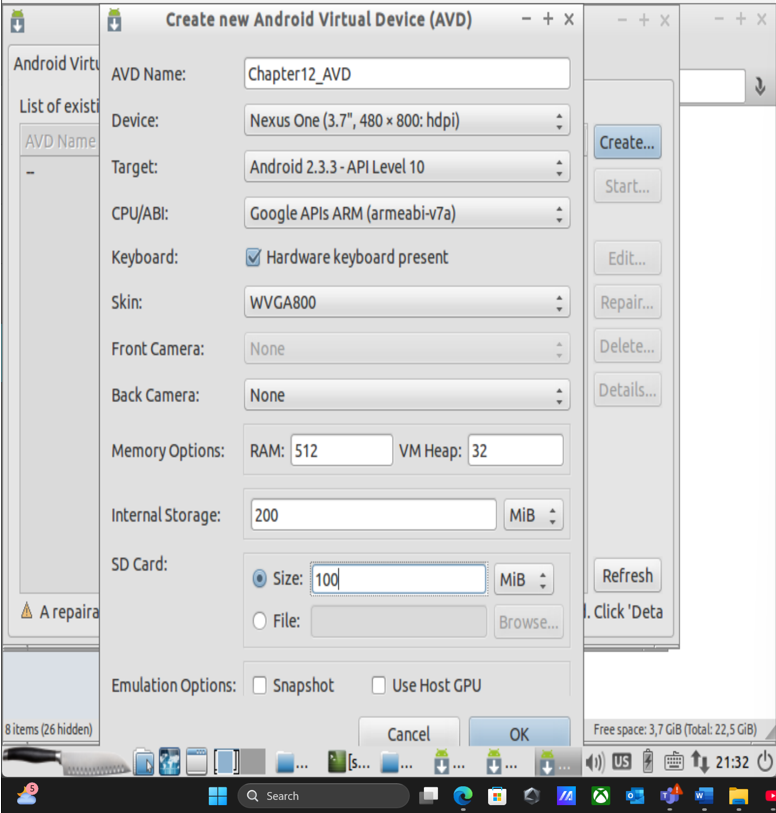 Create new Android Virtual Device (AVD)
Android Virtu
List of existi
AVD Name
AVD Name:
Chapter12_AVD
Device:
Nexus One (3.7", 480 × 800: hdpi)
Target:
Android 2.3.3 - API Level 10
CPU/ABI:
Google APIs ARM (armeabi-v7a)
Keyboard:
Hardware keyboard present
Skin:
WVGA800
Front Camera:
None
Back Camera:
None
Memory Options:
RAM: 512 VM Heap: 32
Internal Storage:
200 MiB
SD Card:
Size: 100 MiB
File: Browse...
Emulation Options:
Snapshot Use Host GPU
Cancel OK
Create...
Start...
Edit...
Repair...
Delete...
Details...
Refresh
A repaira
. Click 'Deta
8 items (26 hidden)
Free space: 3,7 GiB (Total: 22,5 GiB)
... [s... ... ... ... ... US 21:32
5 Search